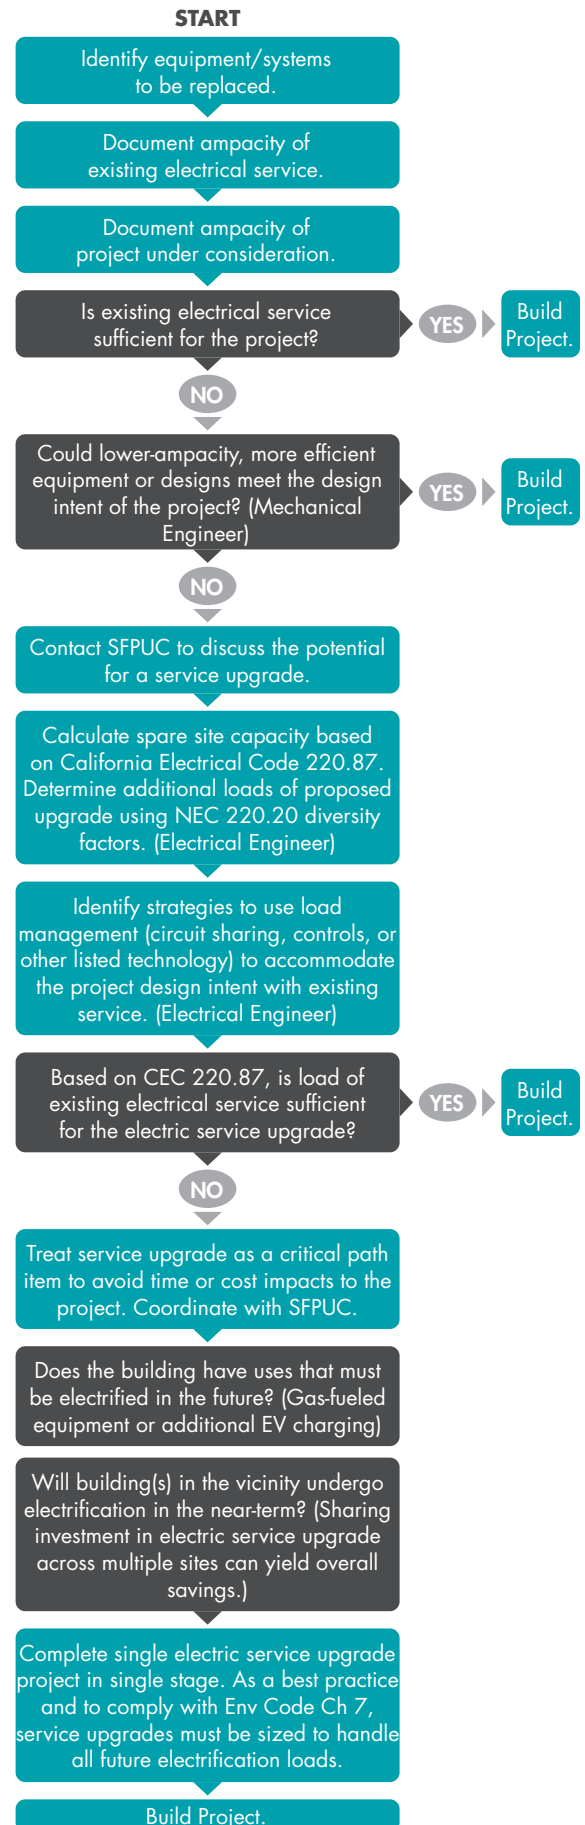 START
Identify equipment/systems
to be replaced.
Document ampacity of
existing electrical service.
Document ampacity of
project under consideration.
Is existing electrical service
sufficient for the project?
YES
Build
Project.
NO
Could lower-ampacity, more efficient
equipment or designs meet the design
intent of the project? (Mechanical
Engineer)
YES
Build
Project.
NO
Contact SFPUC to discuss the potential
for a service upgrade.
Calculate spare site capacity based
on California Electrical Code 220.87.
Determine additional loads of proposed
upgrade using NEC 220.20 diversity
factors. (Electrical Engineer)
Identify strategies to use load
management (circuit sharing, controls, or
other listed technology) to accommodate
the project design intent with existing
service. (Electrical Engineer)
Based on CEC 220.87, is load of
existing electrical service sufficient
for the electric service upgrade?
YES
Build
Project.
NO
Treat service upgrade as a critical path
item to avoid time or cost impacts to the
project. Coordinate with SFPUC.
Does the building have uses that must
be electrified in the future? (Gas-fueled
equipment or additional EV charging)
Will building(s) in the vicinity undergo
electrification in the near-term? (Sharing
investment in electric service upgrade
across multiple sites can yield overall
savings.)
Complete single electric service upgrade
project in single stage. As a best practice
and to comply with Env Code Ch 7,
service upgrades must be sized to handle
all future electrification loads.
Build Project.